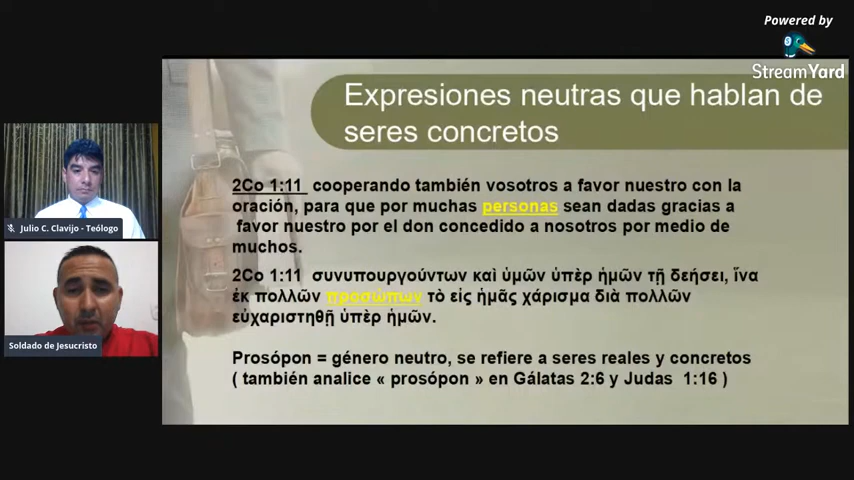 Powered by
StreamYard
Expresiones neutras que hablan de
seres concretos
2Co 1:11 cooperando también vosotros a favor nuestro con la
oración, para que por muchas personas sean dadas gracias a
favor nuestro por el don concedido a nosotros por medio de
muchos.
2Co 1:11 συνυπουργούντων καὶ ὑμῶν ὑπὲρ ἡμῶν τῇ δεήσει, ἵνα
ἐκ πολλῶν προσώπων τὸ εἰς ἡμᾶς χάρισμα διὰ πολλῶν
εὐχαριστηθῇ ὑπὲρ ἡμῶν.
Prosópon = género neutro, se refiere a seres reales y concretos
( también analice « prosópon » en Gálatas 2:6 y Judas 1:16 )
Julio C. Clavijo - Teólogo
Soldado de Jesucristo